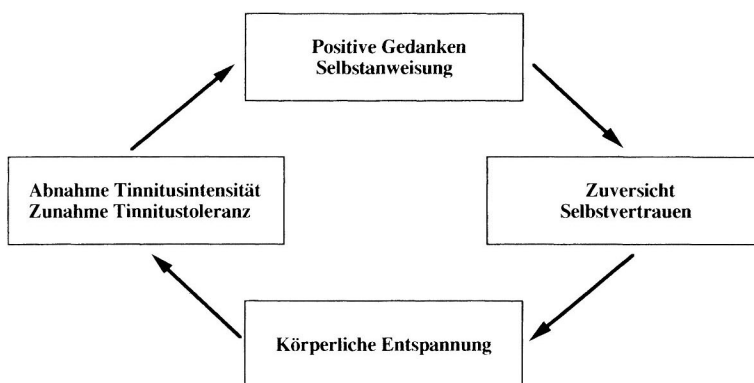 Positive Gedanken
Selbstanweisung
Abnahme Tinnitusintensität
Zunahme Tinnitustoleranz
Zuversicht
Selbstvertrauen
Körperliche Entspannung